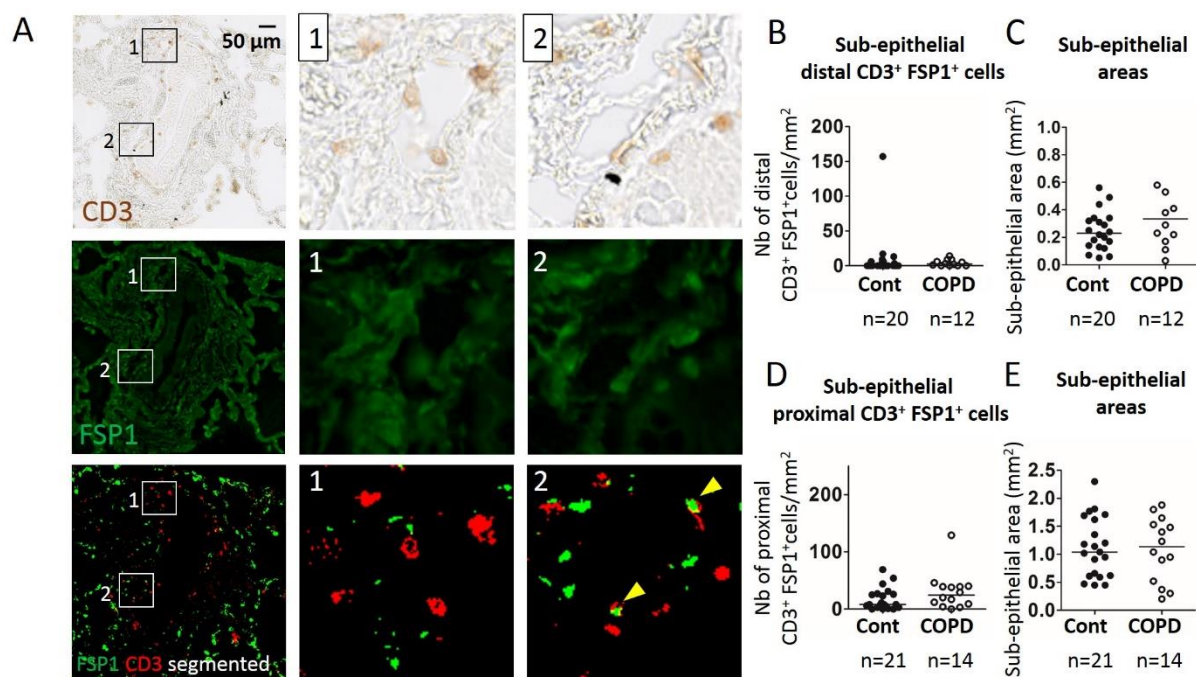 A
1
50 µm
2
CD3
1
2
1
2
FSP1
1
2
1
2
FSP1 CD3 segmented
1
2
B
Sub-epithelial
distal CD3⁺ FSP1⁺ cells
Nb of distal
CD3⁺ FSP1⁺cells/mm²
200
150
100
50
0
Cont COPD
n=20 n=12
C
Sub-epithelial
areas
Sub-epithelial area (mm²)
1.0
0.8
0.6
0.4
0.2
0.0
Cont COPD
n=20 n=12
D
Sub-epithelial
proximal CD3⁺ FSP1⁺ cells
Nb of proximal
CD3⁺ FSP1⁺cells/mm²
200
100
0
Cont COPD
n=21 n=14
E
Sub-epithelial
areas
Sub-epithelial area (mm²)
2.5
2.0
1.5
1.0
0.5
0.0
Cont COPD
n=21 n=14